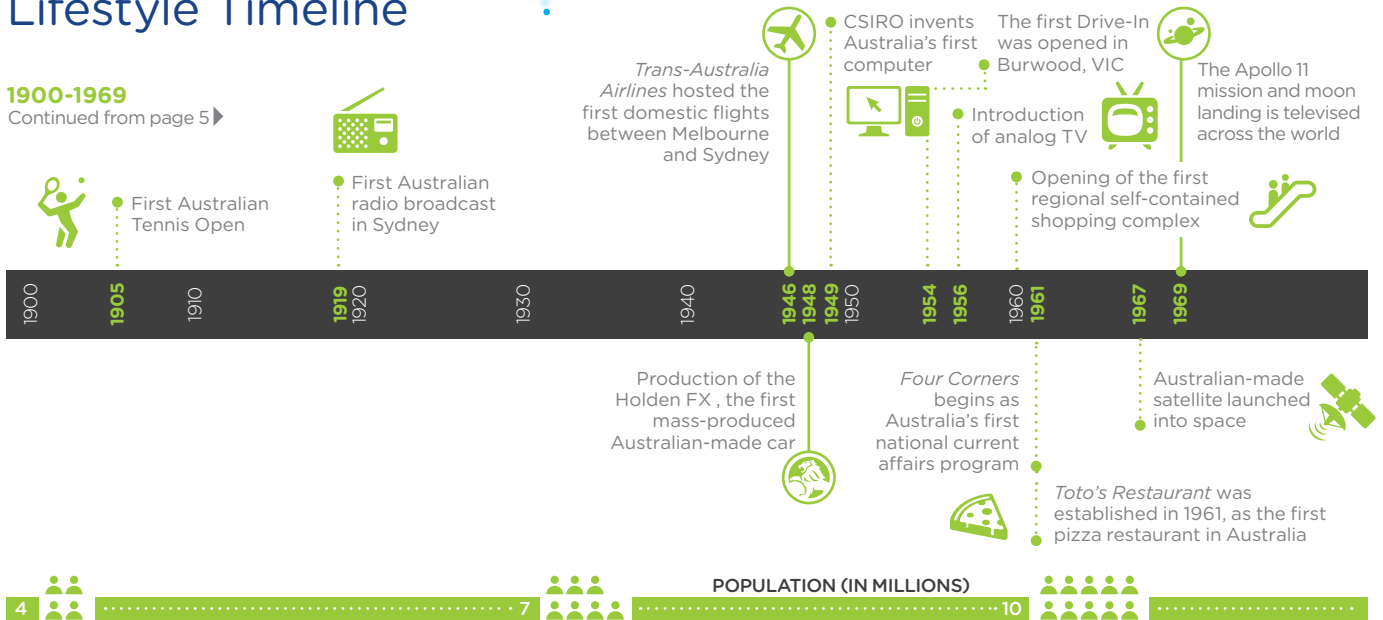 Lifestyle Timeline
1900-1969
Continued from page 5
First Australian
Tennis Open
First Australian
radio broadcast
in Sydney
Trans-Australia
Airlines hosted the
first domestic flights
between Melbourne
and Sydney
CSIRO invents
Australia's first
computer
The first Drive-In
was opened in
Burwood, VIC
Introduction
of analog TV
Opening of the first
regional self-contained
shopping complex
The Apollo 11
mission and moon
landing is televised
across the world
1900
1905
1910
1919
1920
1930
1940
1946
1948
1949
1950
1954
1956
1960
1961
1967
1969
Production of the
Holden FX , the first
mass-produced
Australian-made car
Four Corners
begins as
Australia's first
national current
affairs program
Toto's Restaurant was
established in 1961, as the first
pizza restaurant in Australia
Australian-made
satellite launched
into space
POPULATION (IN MILLIONS)
4
7
10